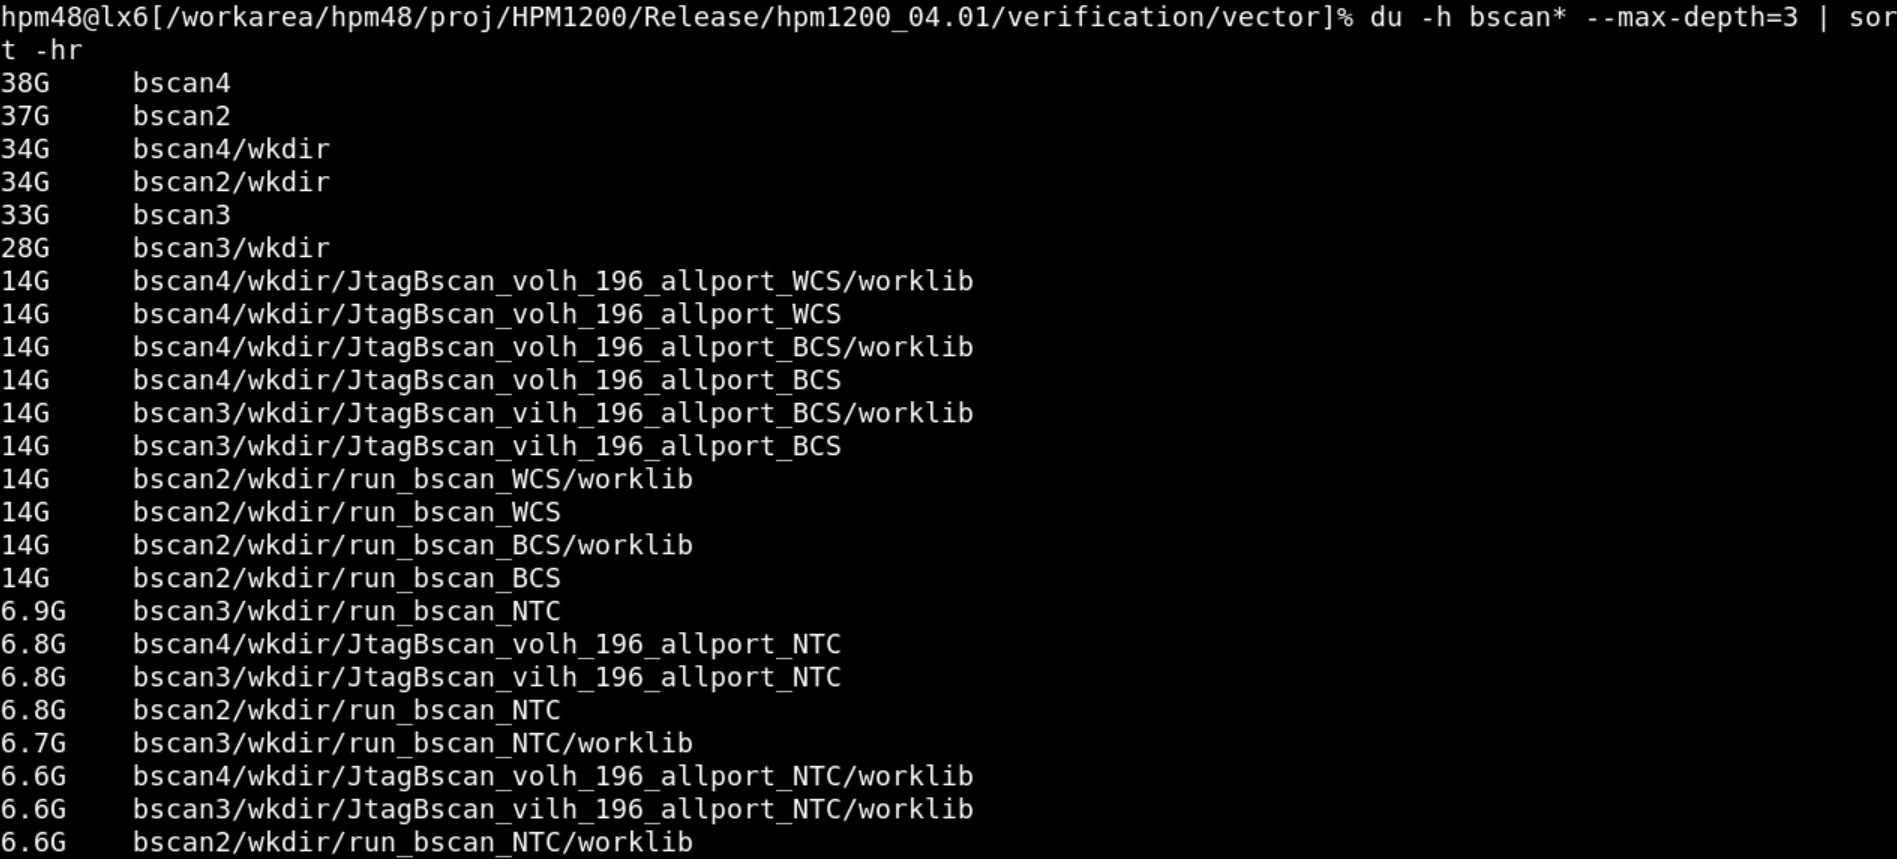 hpm48@lx6[/workarea/hpm48/proj/HPM1200/Release/hpm1200_04.01/verification/vector]% du -h bscan* --max-depth=3 | sor
t -hr
38G     bscan4
37G     bscan2
34G     bscan4/wkdir
34G     bscan2/wkdir
33G     bscan3
28G     bscan3/wkdir
14G     bscan4/wkdir/JtagBscan_volh_196_allport_WCS/worklib
14G     bscan4/wkdir/JtagBscan_volh_196_allport_WCS
14G     bscan4/wkdir/JtagBscan_volh_196_allport_BCS/worklib
14G     bscan4/wkdir/JtagBscan_volh_196_allport_BCS
14G     bscan3/wkdir/JtagBscan_vilh_196_allport_BCS/worklib
14G     bscan3/wkdir/JtagBscan_vilh_196_allport_BCS
14G     bscan2/wkdir/run_bscan_WCS/worklib
14G     bscan2/wkdir/run_bscan_WCS
14G     bscan2/wkdir/run_bscan_BCS/worklib
14G     bscan2/wkdir/run_bscan_BCS
6.9G    bscan3/wkdir/run_bscan_NTC
6.8G    bscan4/wkdir/JtagBscan_volh_196_allport_NTC
6.8G    bscan3/wkdir/JtagBscan_vilh_196_allport_NTC
6.8G    bscan2/wkdir/run_bscan_NTC
6.7G    bscan3/wkdir/run_bscan_NTC/worklib
6.6G    bscan4/wkdir/JtagBscan_volh_196_allport_NTC/worklib
6.6G    bscan3/wkdir/JtagBscan_vilh_196_allport_NTC/worklib
6.6G    bscan2/wkdir/run_bscan_NTC/worklib